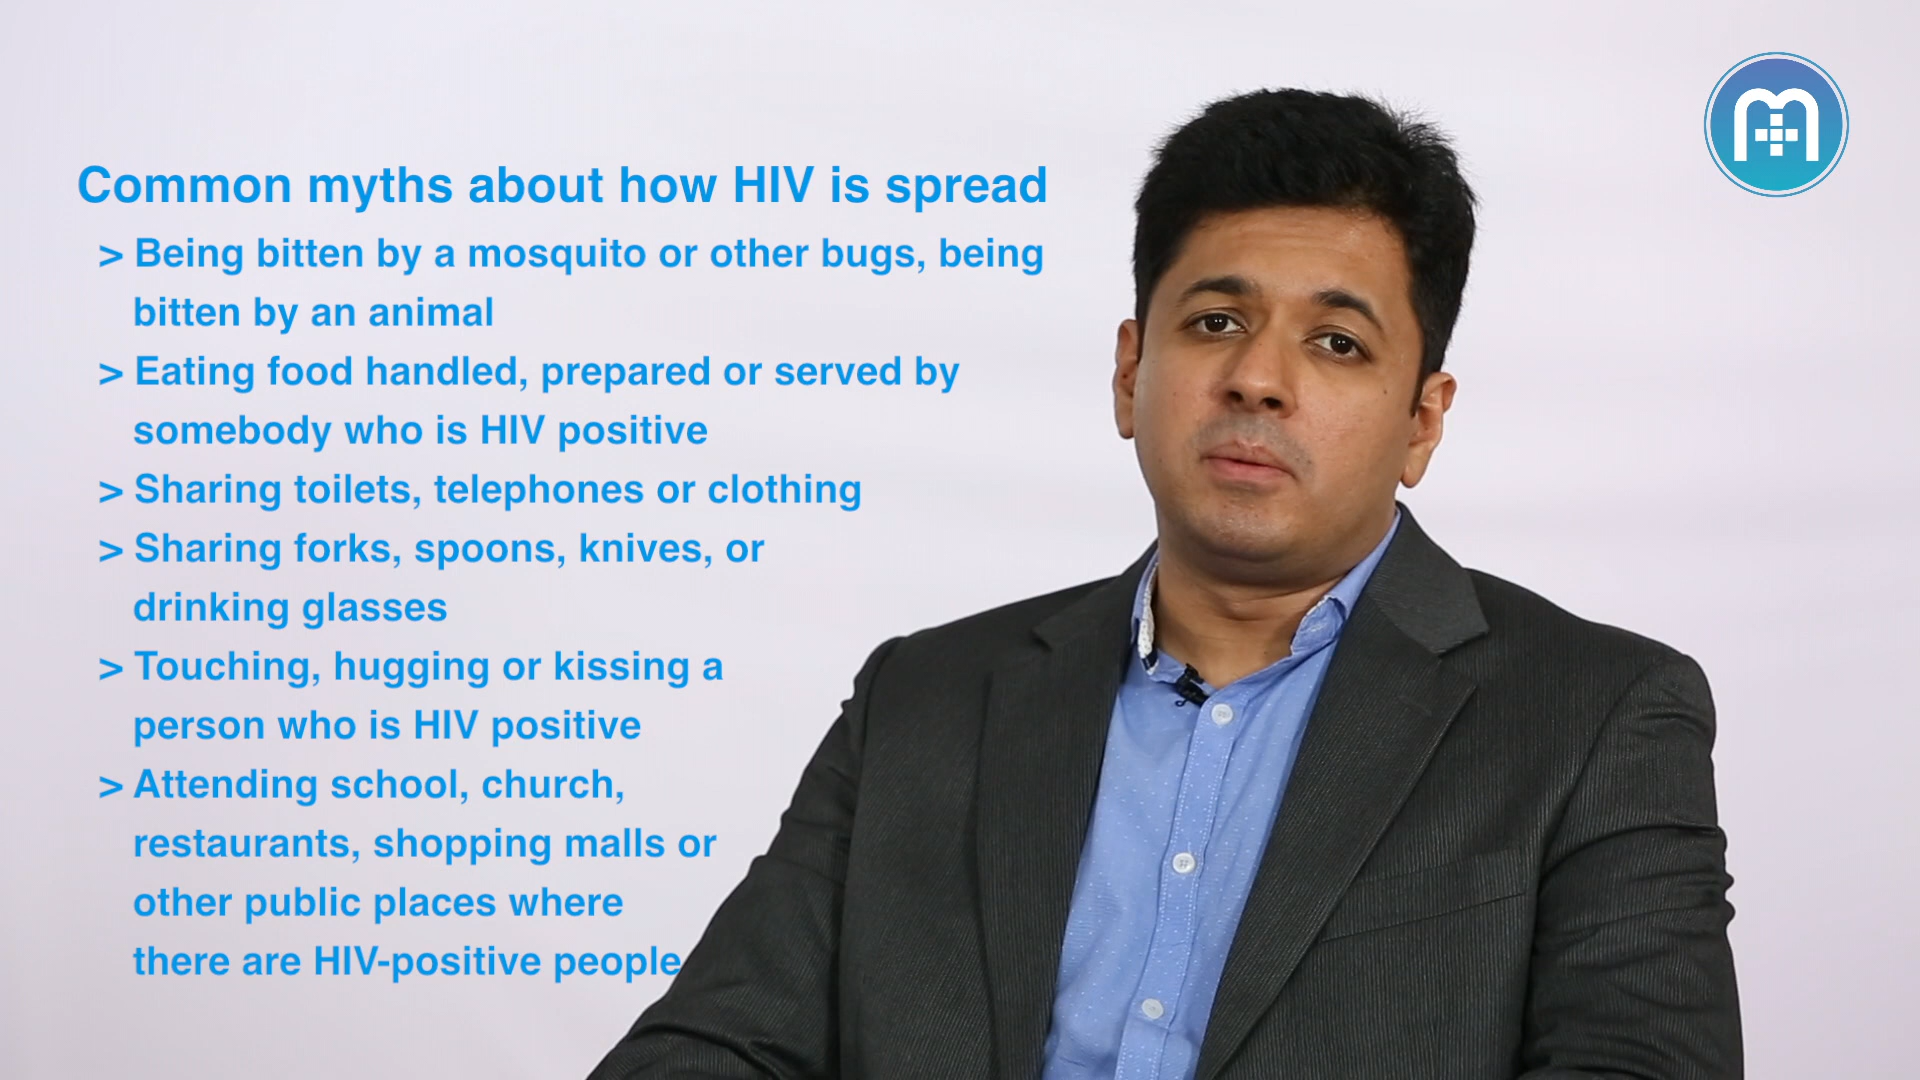 Common myths about how HIV is spread
> Being bitten by a mosquito or other bugs, being
bitten by an animal
> Eating food handled, prepared or served by
somebody who is HIV positive
> Sharing toilets, telephones or clothing
> Sharing forks, spoons, knives, or
drinking glasses
> Touching, hugging or kissing a
person who is HIV positive
> Attending school, church,
restaurants, shopping malls or
other public places where
there are HIV-positive people